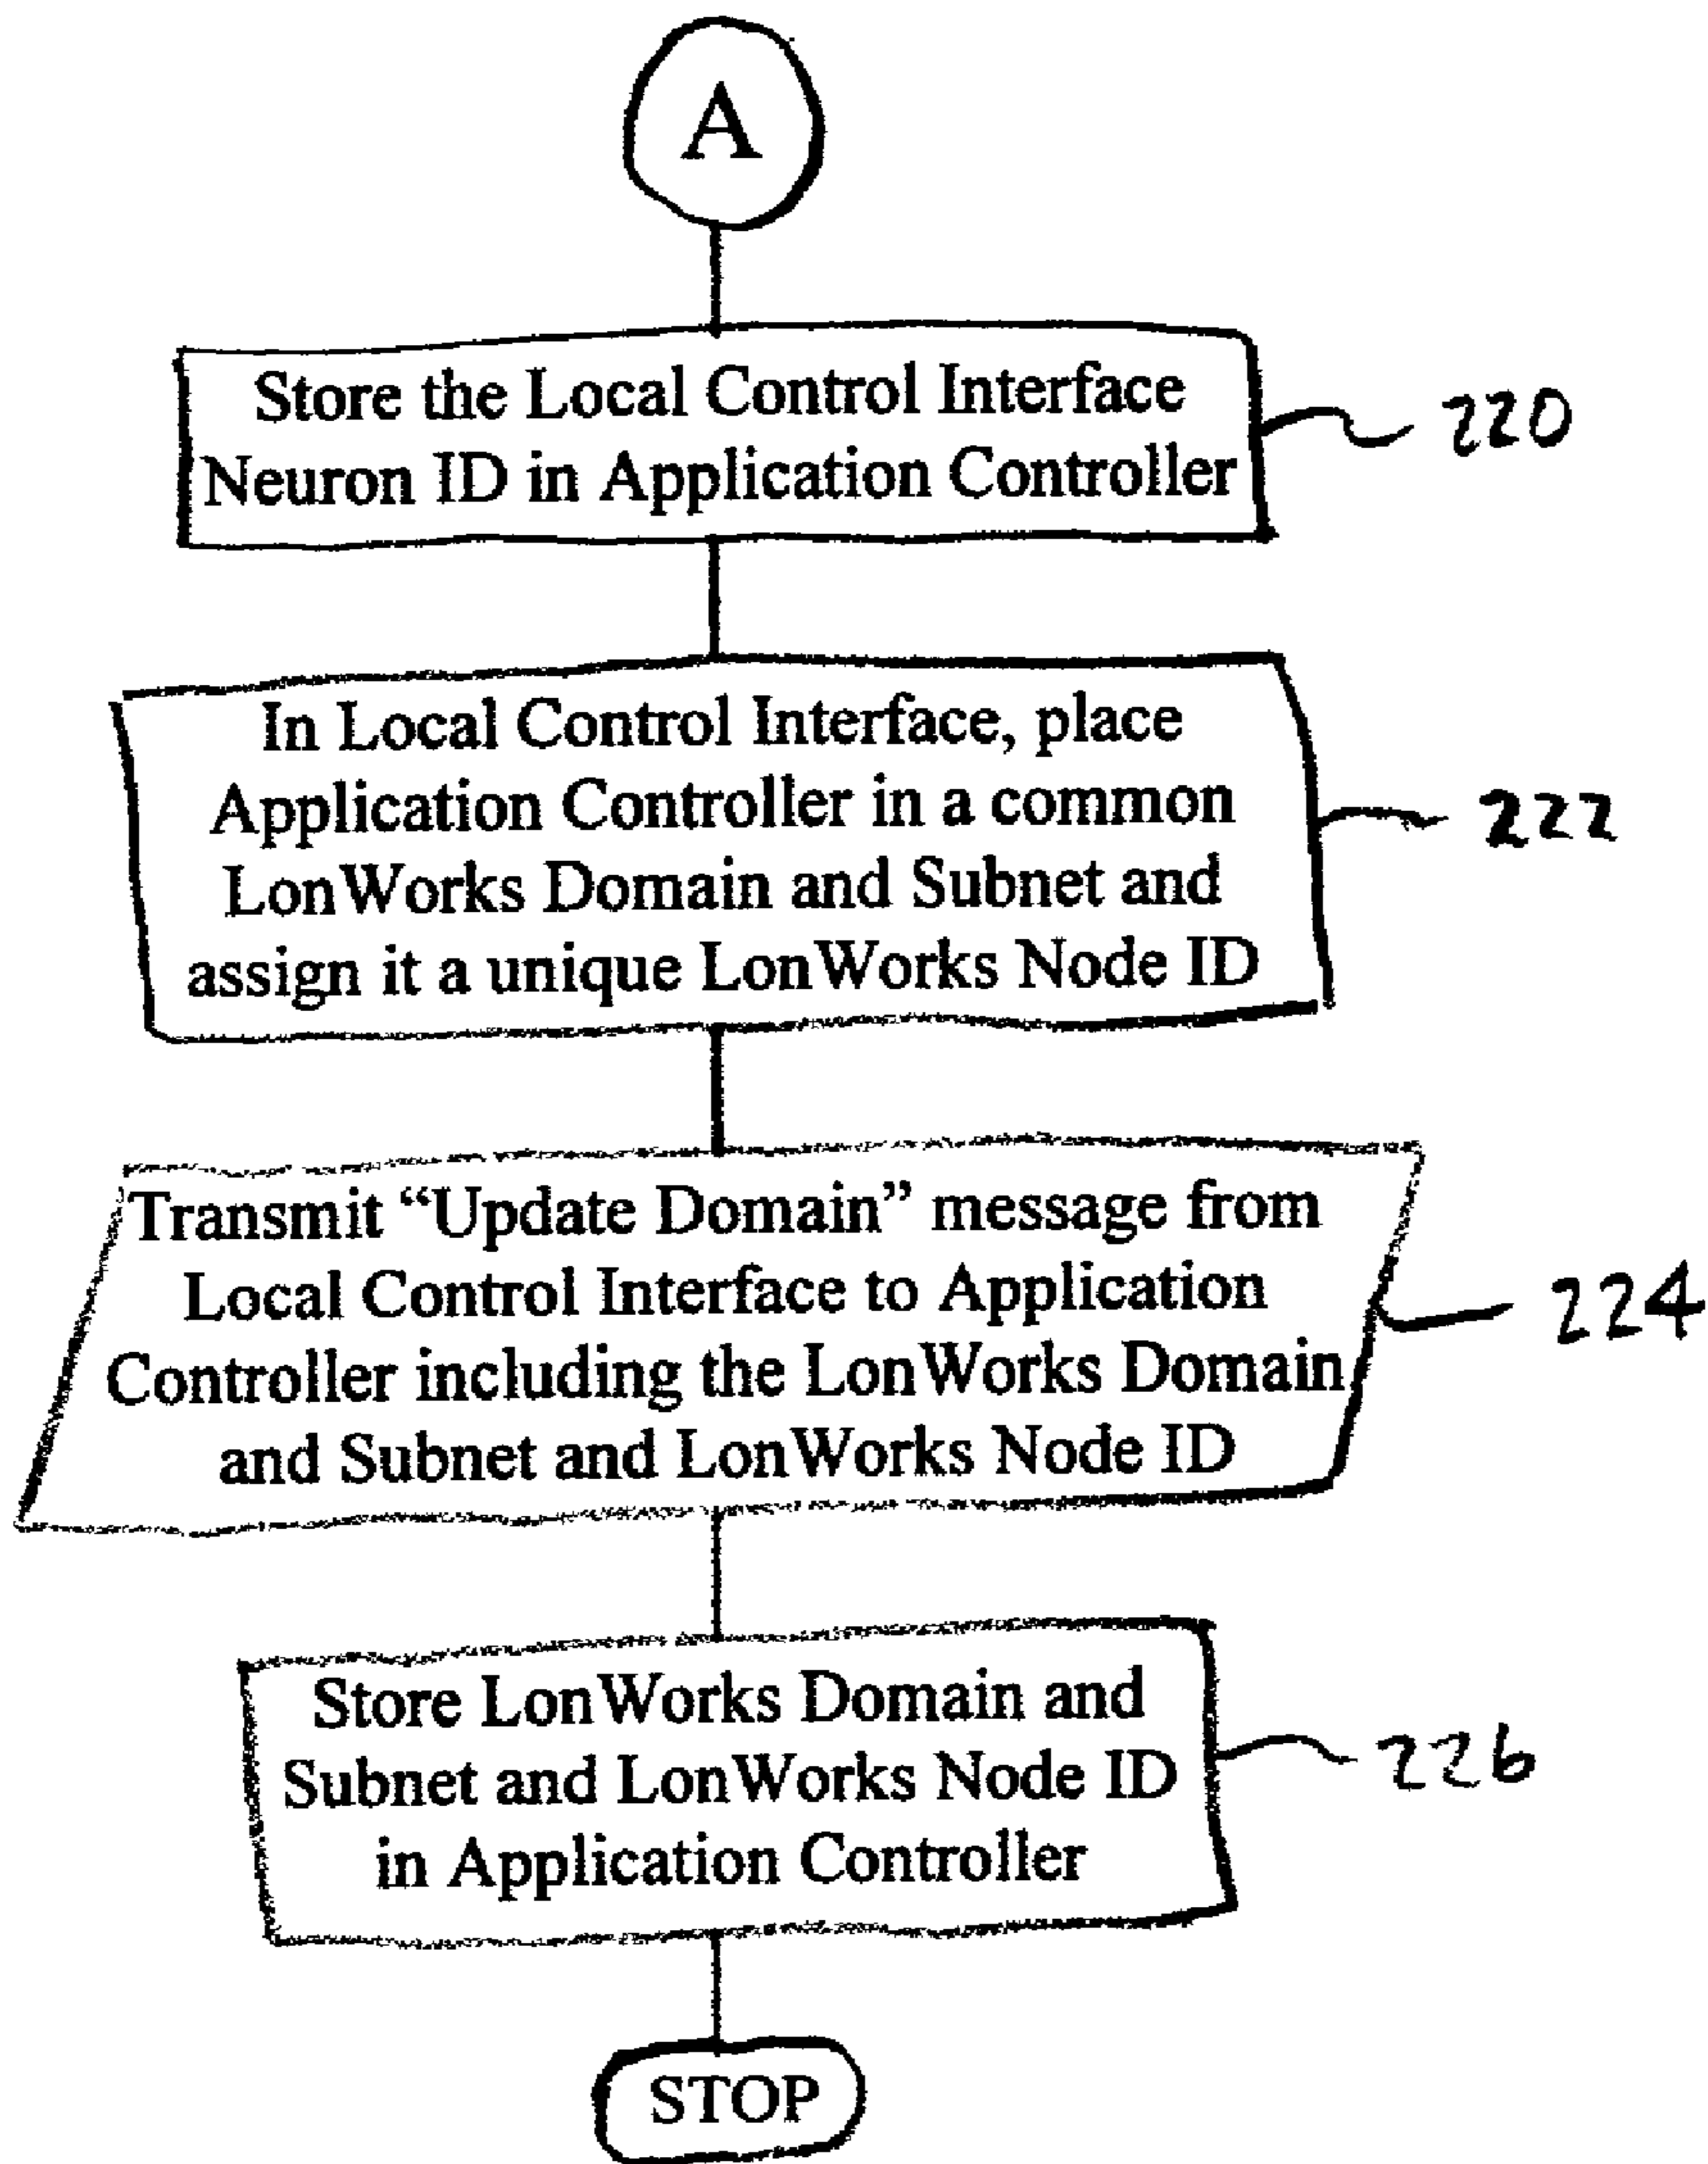 A
Store the Local Control Interface
Neuron ID in Application Controller
220
In Local Control Interface, place
Application Controller in a common
LonWorks Domain and Subnet and
assign it a unique LonWorks Node ID
222
Transmit “Update Domain” message from
Local Control Interface to Application
Controller including the LonWorks Domain
and Subnet and LonWorks Node ID
224
Store LonWorks Domain and
Subnet and LonWorks Node ID
in Application Controller
226
STOP